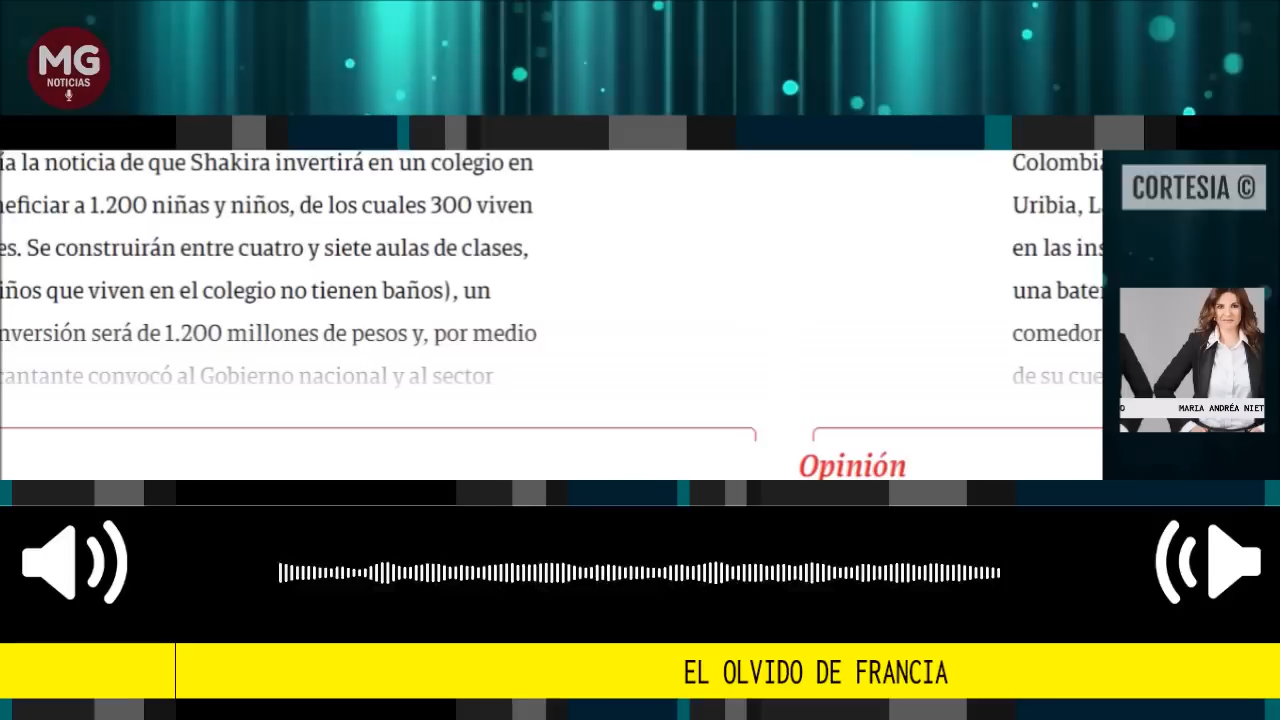 MG
NOTICIAS
ía la noticia de que Shakira invertirá en un colegio en
neficiar a 1.200 niñas y niños, de los cuales 300 viven
es. Se construirán entre cuatro y siete aulas de clases,
iños que viven en el colegio no tienen baños), un
nversión será de 1.200 millones de pesos y, por medio
cantante convocó al Gobierno nacional y al sector
Colombia
Uribia, L
en las ins
una bate
comedor
de su cue
Opinión
CORTESIA ©
O MARIA ANDRÉA NIET
EL OLVIDO DE FRANCIA